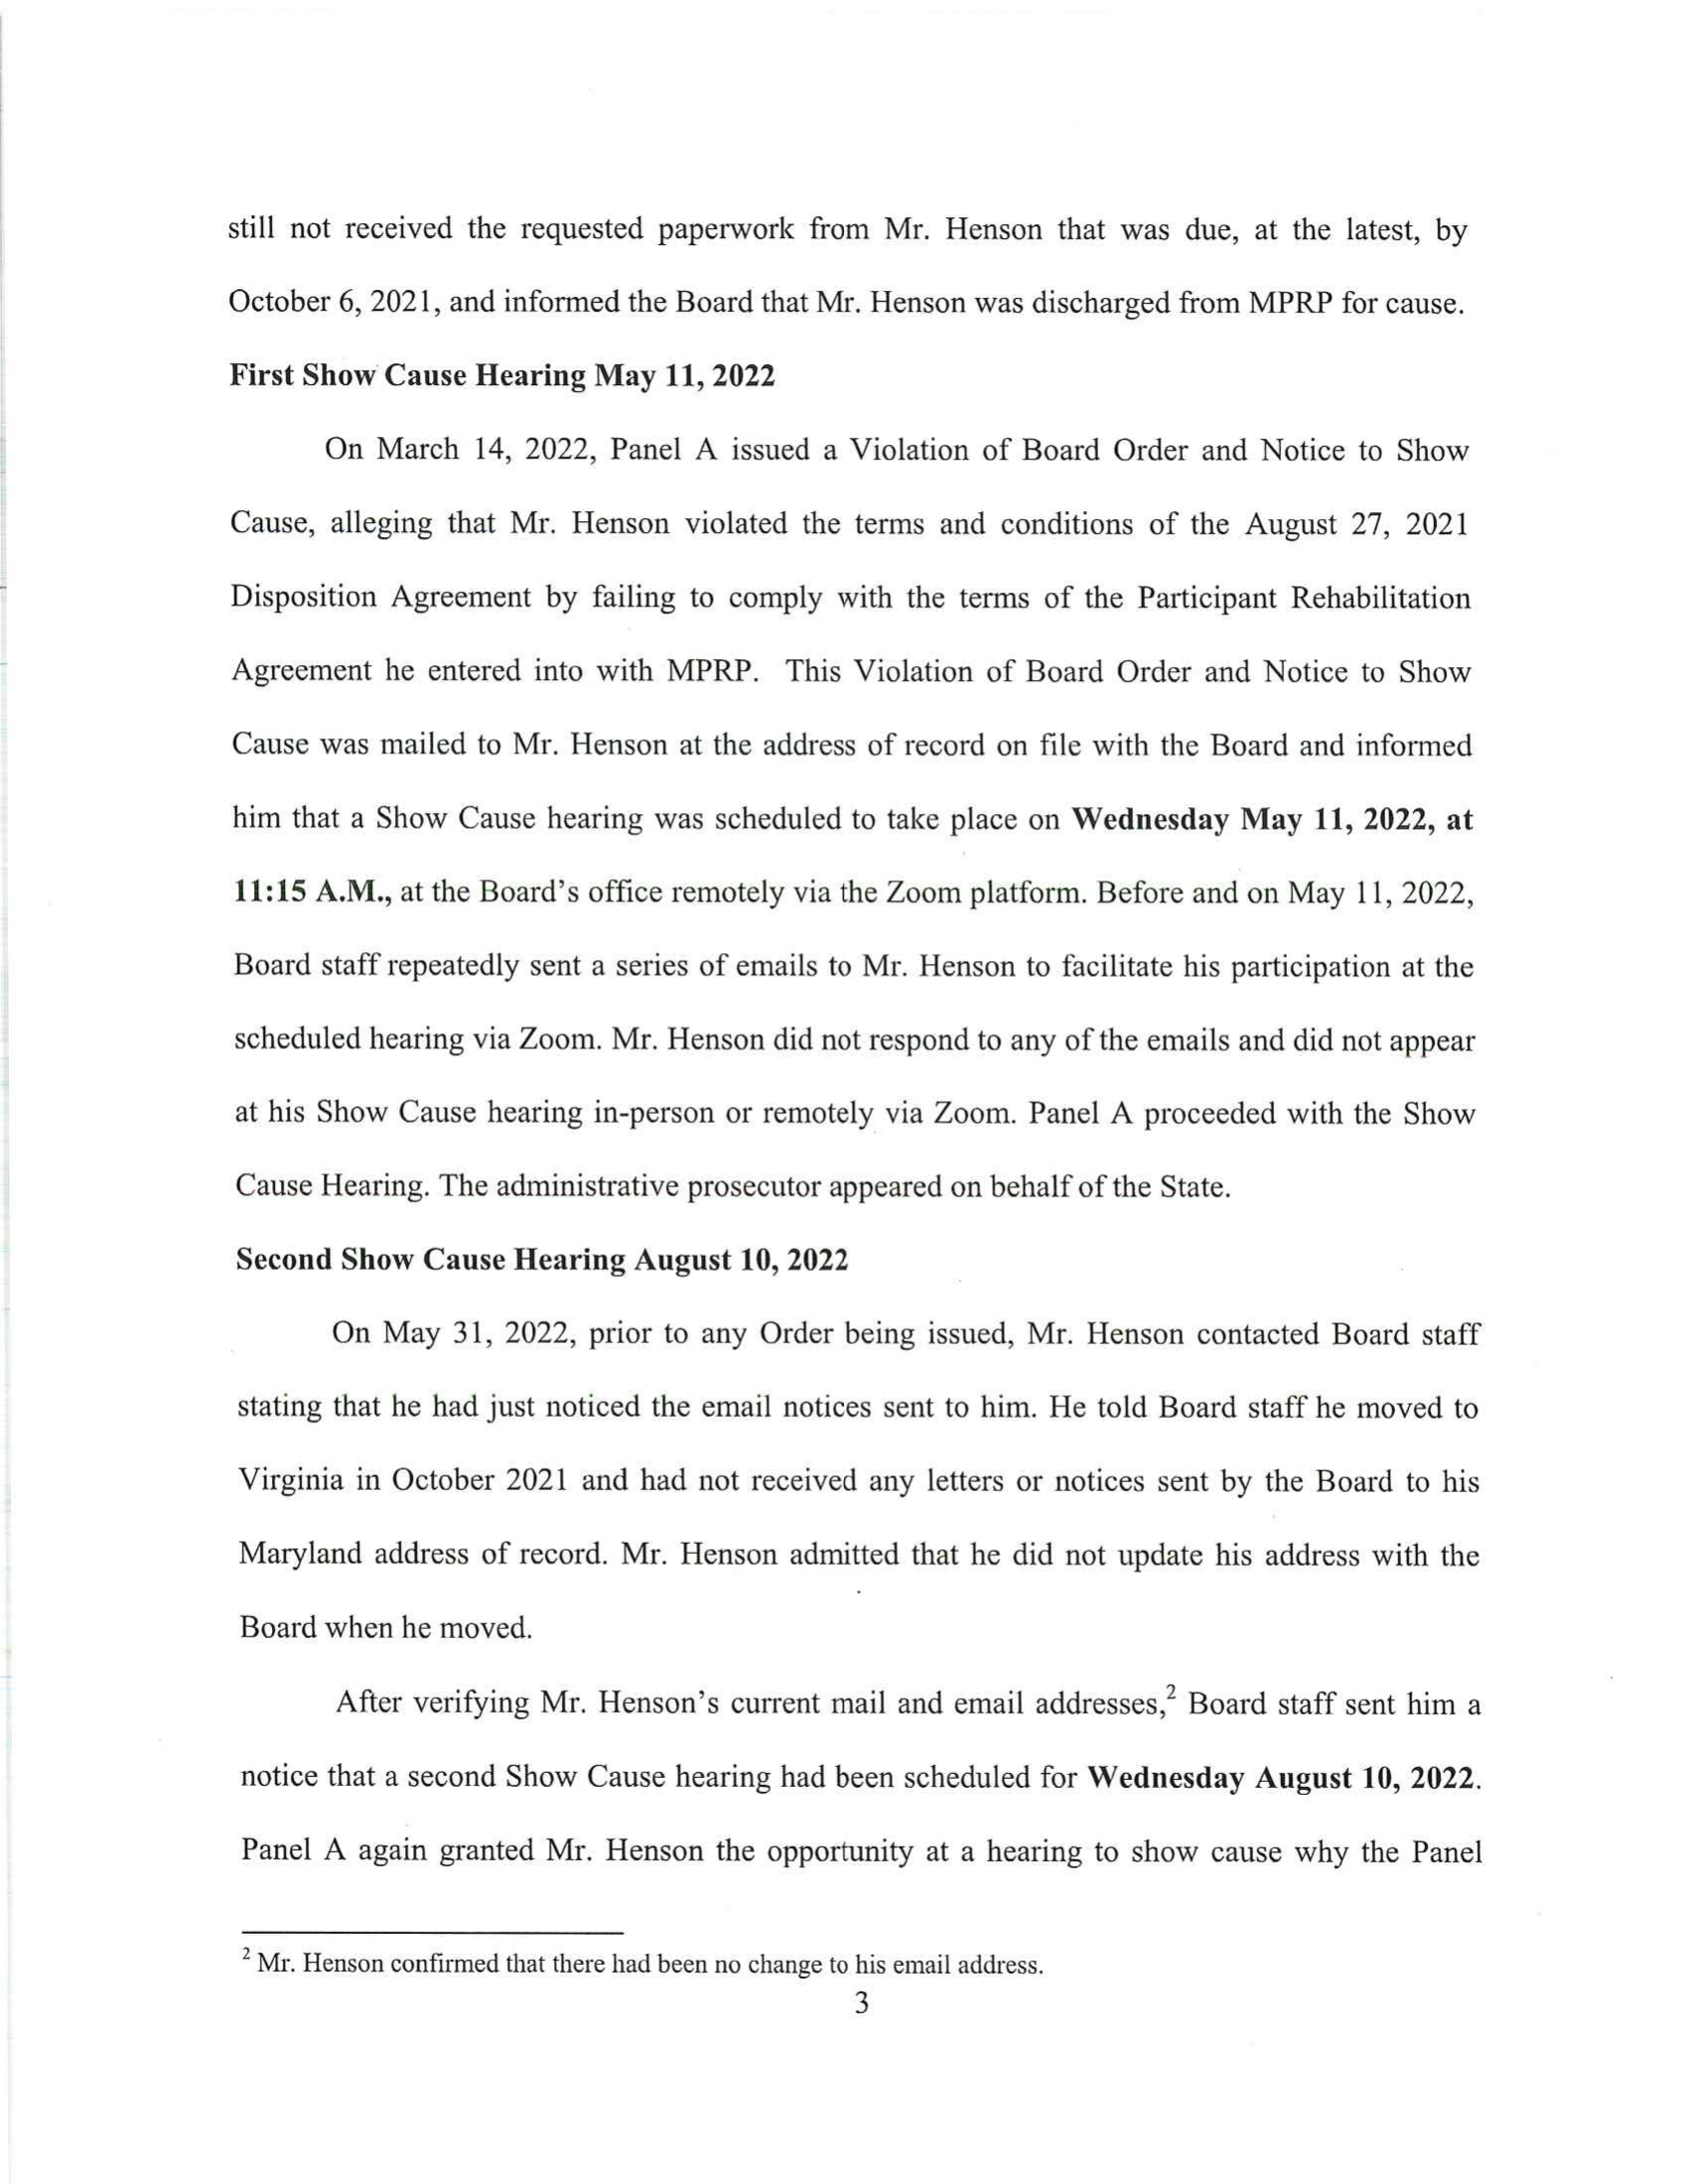 still not received the requested paperwork from Mr. Henson that was due, at the latest, by
October 6, 2021, and informed the Board that Mr. Henson was discharged from MPRP for cause.
First Show Cause Hearing May 11, 2022
On March 14, 2022, Panel A issued a Violation of Board Order and Notice to Show
Cause, alleging that Mr. Henson violated the terms and conditions of the August 27, 2021
Disposition Agreement by failing to comply with the terms of the Participant Rehabilitation
Agreement he entered into with MPRP. This Violation of Board Order and Notice to Show
Cause was mailed to Mr. Henson at the address of record on file with the Board and informed
him that a Show Cause hearing was scheduled to take place on Wednesday May 11, 2022, at
11:15 A.M., at the Board's office remotely via the Zoom platform. Before and on May 11, 2022,
Board staff repeatedly sent a series of emails to Mr. Henson to facilitate his participation at the
scheduled hearing via Zoom. Mr. Henson did not respond to any of the emails and did not appear
at his Show Cause hearing in-person or remotely via Zoom. Panel A proceeded with the Show
Cause Hearing. The administrative prosecutor appeared on behalf of the State.
Second Show Cause Hearing August 10, 2022
On May 31, 2022, prior to any Order being issued, Mr. Henson contacted Board staff
stating that he had just noticed the email notices sent to him. He told Board staff he moved to
Virginia in October 2021 and had not received any letters or notices sent by the Board to his
Maryland address of record. Mr. Henson admitted that he did not update his address with the
Board when he moved.
After verifying Mr. Henson's current mail and email addresses,² Board staff sent him a
notice that a second Show Cause hearing had been scheduled for Wednesday August 10, 2022.
Panel A again granted Mr. Henson the opportunity at a hearing to show cause why the Panel
² Mr. Henson confirmed that there had been no change to his email address.
3